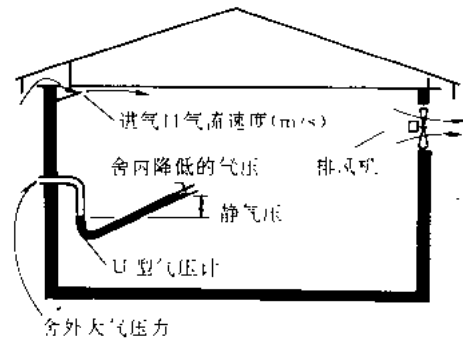 进气口气流速度(m/s)
舍内降低的气压
排风机
静气压
U型气压计
舍外大气压力